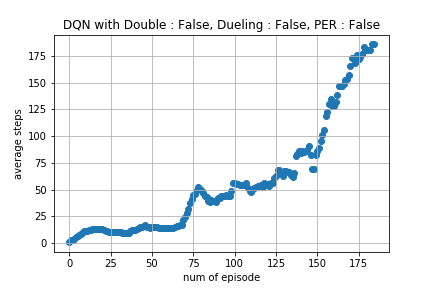 DQN with Double : False, Dueling : False, PER : False
175
150
125
100
75
50
25
0
average steps
0 25 50 75 100 125 150 175
num of episode